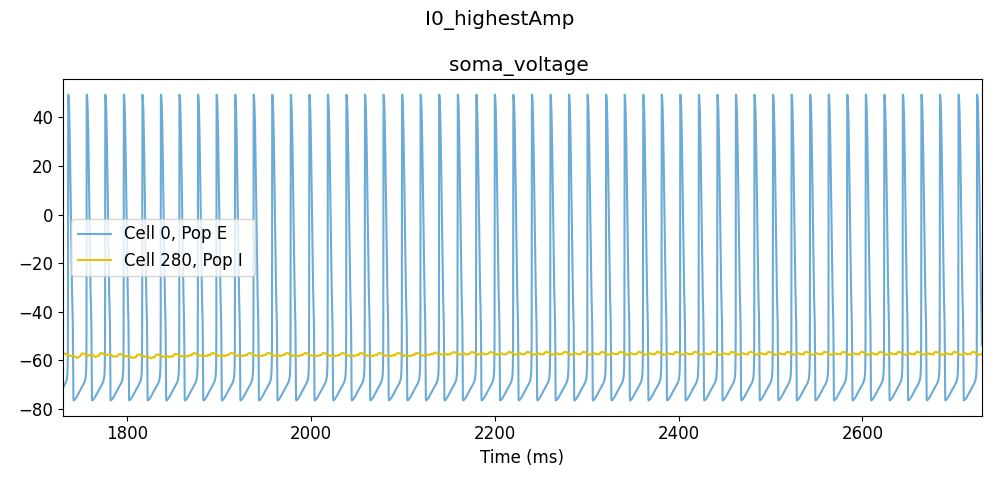 I0_highestAmp
soma_voltage
40
20
0
−20
−40
−60
−80
Cell 0, Pop E
Cell 280, Pop I
1800 2000 2200 2400 2600
Time (ms)